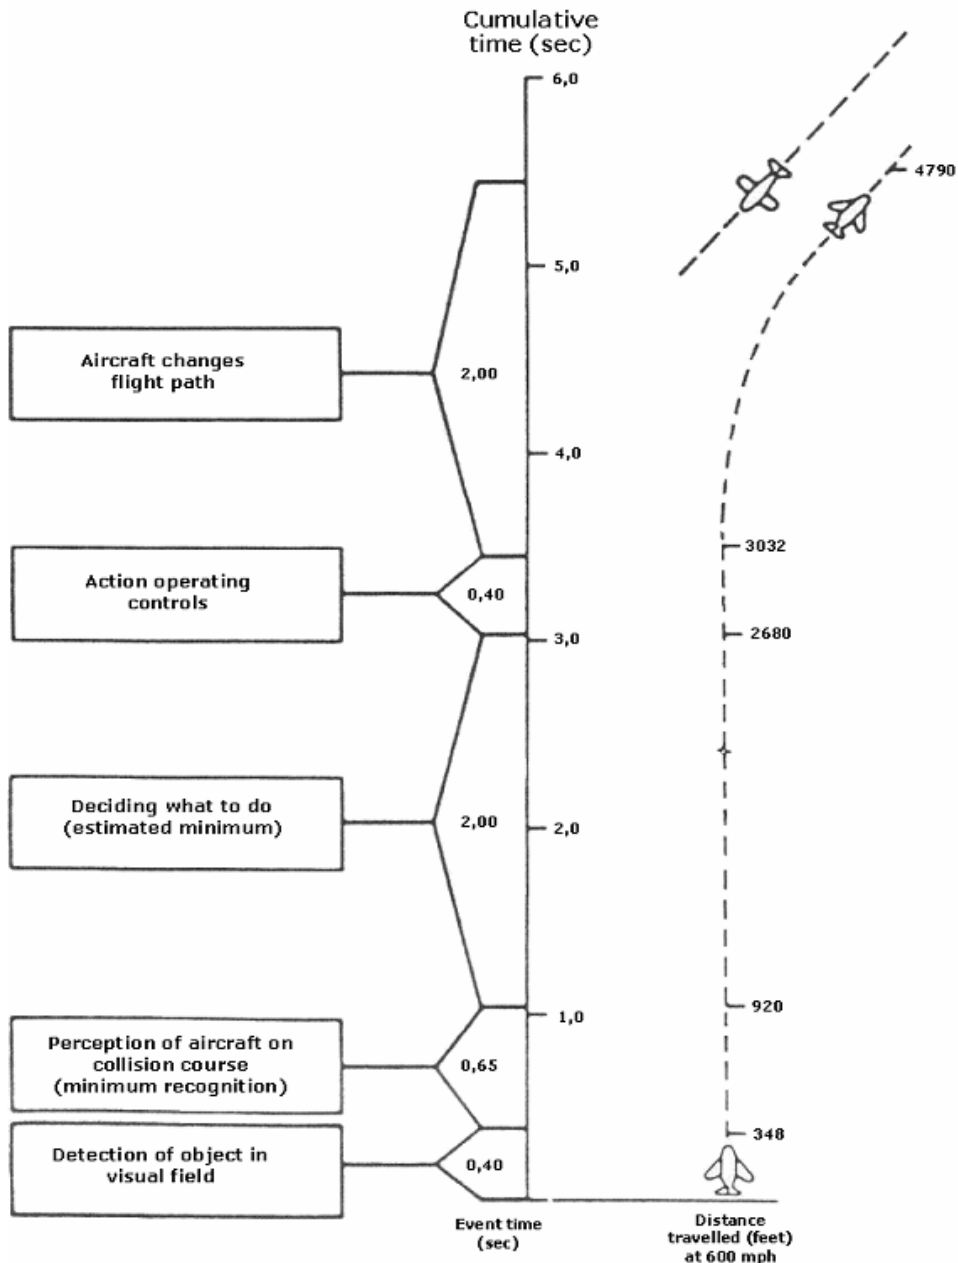 Cumulative
time (sec)
6,0
4790
5,0
Aircraft changes
flight path
2,00
4,0
3032
Action operating
controls
0,40
3,0
2680
Deciding what to do
(estimated minimum)
2,00
2,0
920
1,0
Perception of aircraft on
collision course
(minimum recognition)
0,65
348
Detection of object in
visual field
0,40
Event time
(sec)
Distance
travelled (feet)
at 600 mph